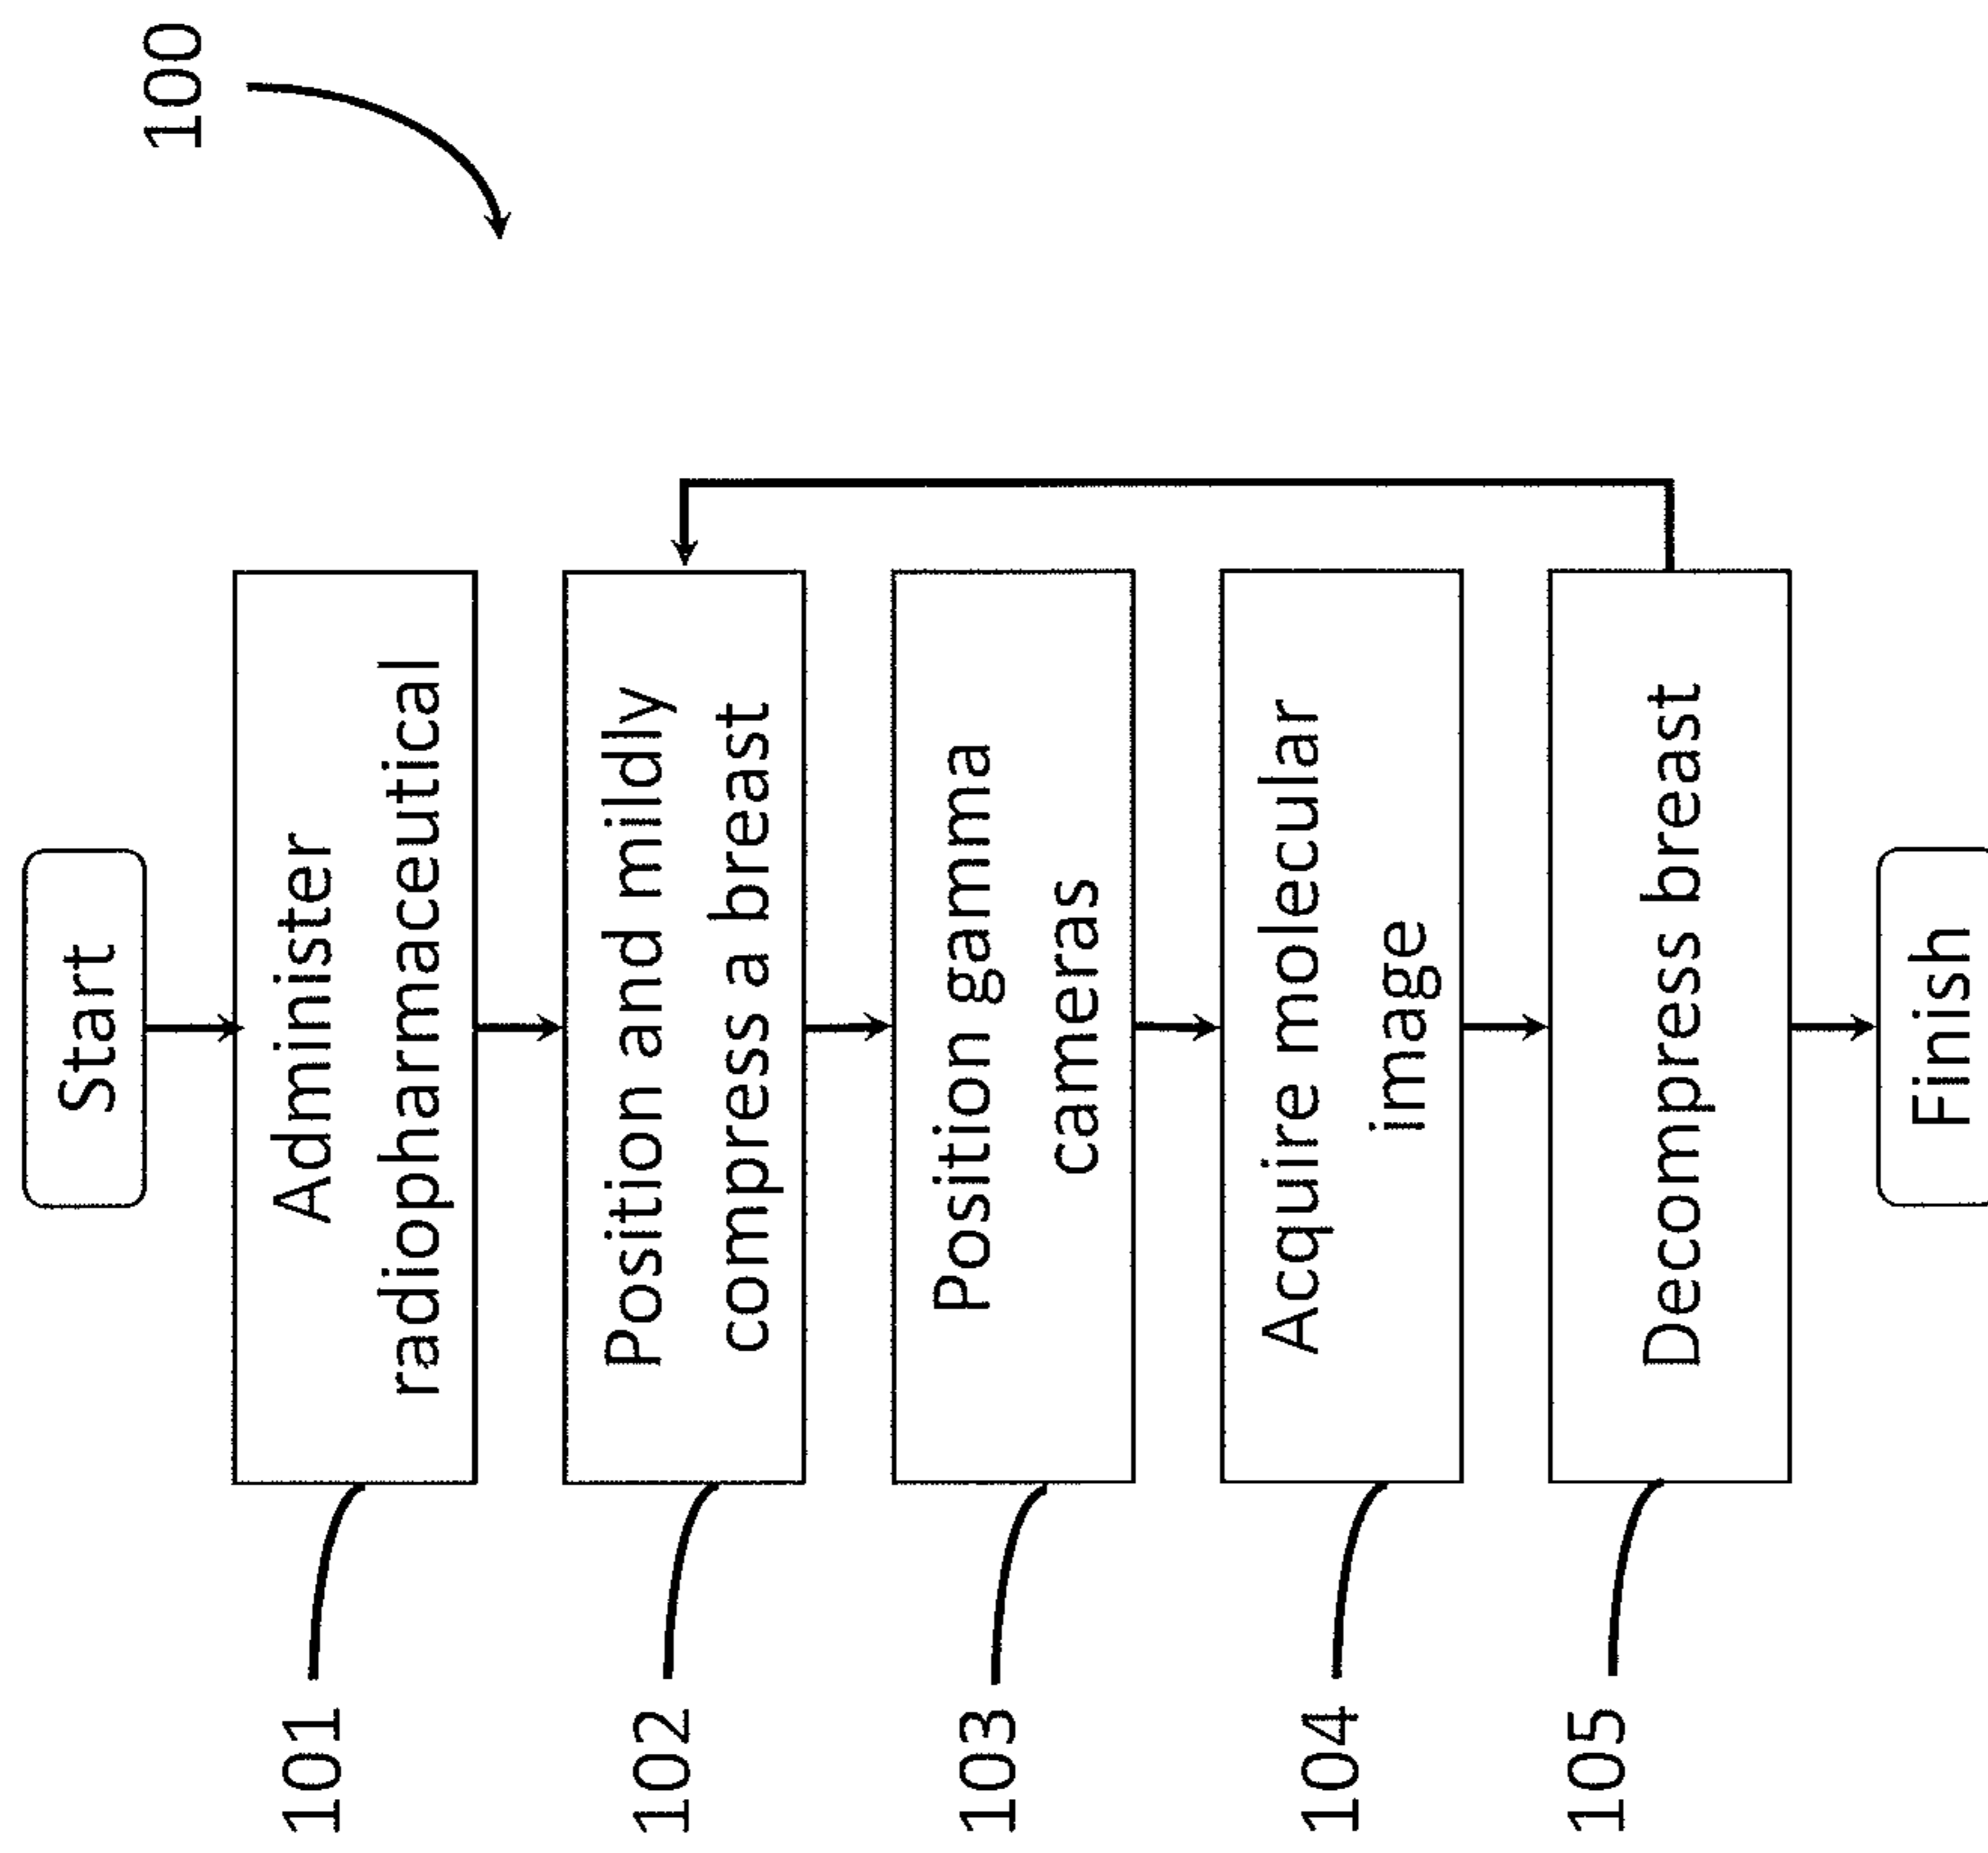 100
Start
101
Administer
radiopharmaceutical
102
Position and mildly
compress a breast
103
Position gamma
cameras
104
Acquire molecular
image
105
Decompress breast
Finish